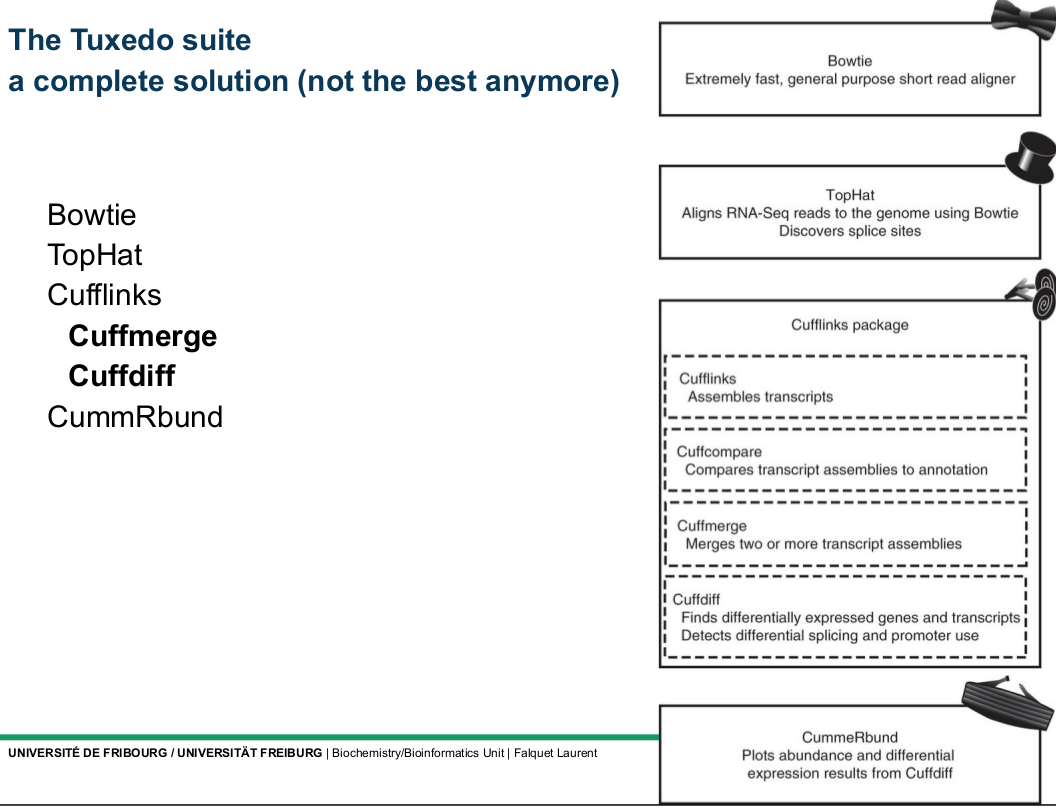 The Tuxedo suite
a complete solution (not the best anymore)
Bowtie
TopHat
Cufflinks
Cuffmerge
Cuffdiff
CummRbund
Bowtie
Extremely fast, general purpose short read aligner
TopHat
Aligns RNA-Seq reads to the genome using Bowtie
Discovers splice sites
Cufflinks package
Cufflinks
Assembles transcripts
Cuffcompare
Compares transcript assemblies to annotation
Cuffmerge
Merges two or more transcript assemblies
Cuffdiff
Finds differentially expressed genes and transcripts
Detects differential splicing and promoter use
CummeRbund
Plots abundance and differential
expression results from Cuffdiff
UNIVERSITÉ DE FRIBOURG / UNIVERSITÄT FREIBURG | Biochemistry/Bioinformatics Unit | Falquet Laurent